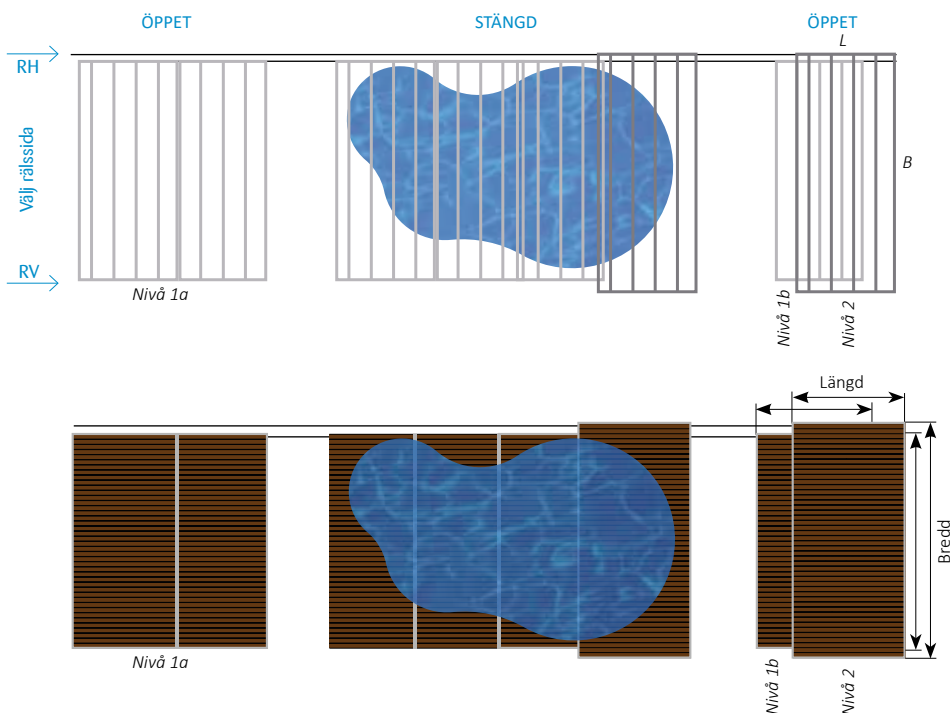 ÖPPET
STÄNGD
ÖPPET
L
RH
Välj rälssida
B
RV
Nivå 1a
Nivå 1b
Nivå 2
Längd
Bredd
Nivå 1a
Nivå 1b
Nivå 2